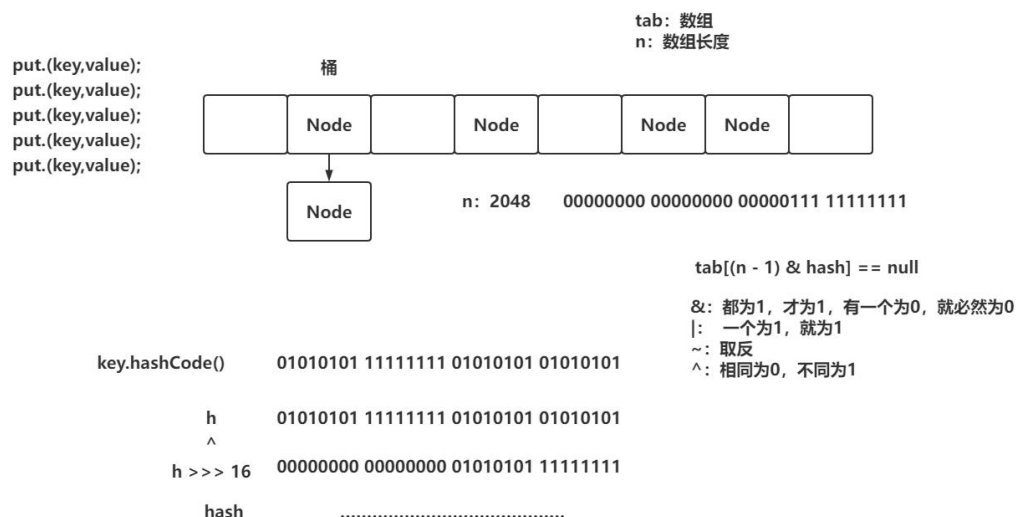 tab：数组
n：数组长度
put.(key,value);
put.(key,value);
put.(key,value);
put.(key,value);
put.(key,value);
桶
Node Node Node Node
Node
n：2048 00000000 00000000 00000111 11111111
tab[(n - 1) & hash] == null
&：都为1，才为1，有一个为0，就必然为0
|： 一个为1，就为1
~：取反
^：相同为0，不同为1
key.hashCode() 01010101 11111111 01010101 01010101
h 01010101 11111111 01010101 01010101
^
h >>> 16 00000000 00000000 01010101 11111111
hash ..........................................